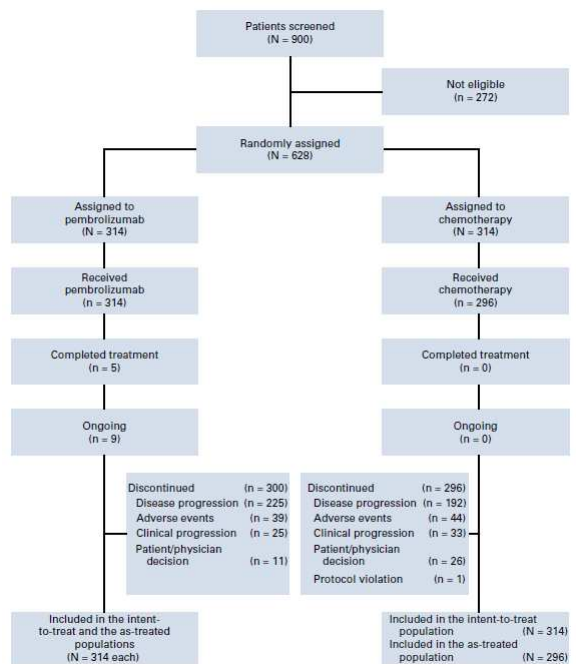 Patients screened
(N = 900)
Not eligible
(n = 272)
Randomly assigned
(N = 628)
Assigned to
pembrolizumab
(N = 314)
Assigned to
chemotherapy
(N = 314)
Received
pembrolizumab
(n = 314)
Received
chemotherapy
(n = 296)
Completed treatment
(n = 5)
Completed treatment
(n = 0)
Ongoing
(n = 9)
Ongoing
(n = 0)
Discontinued (n = 300)
Disease progression (n = 225)
Adverse events (n = 39)
Clinical progression (n = 25)
Patient/physician
decision (n = 11)
Discontinued (n = 296)
Disease progression (n = 192)
Adverse events (n = 44)
Clinical progression (n = 33)
Patient/physician
decision (n = 26)
Protocol violation (n = 1)
Included in the intent-
to-treat and the as-treated
populations
(N = 314 each)
Included in the intent-to-treat
population (N = 314)
Included in the as-treated
population (N = 296)